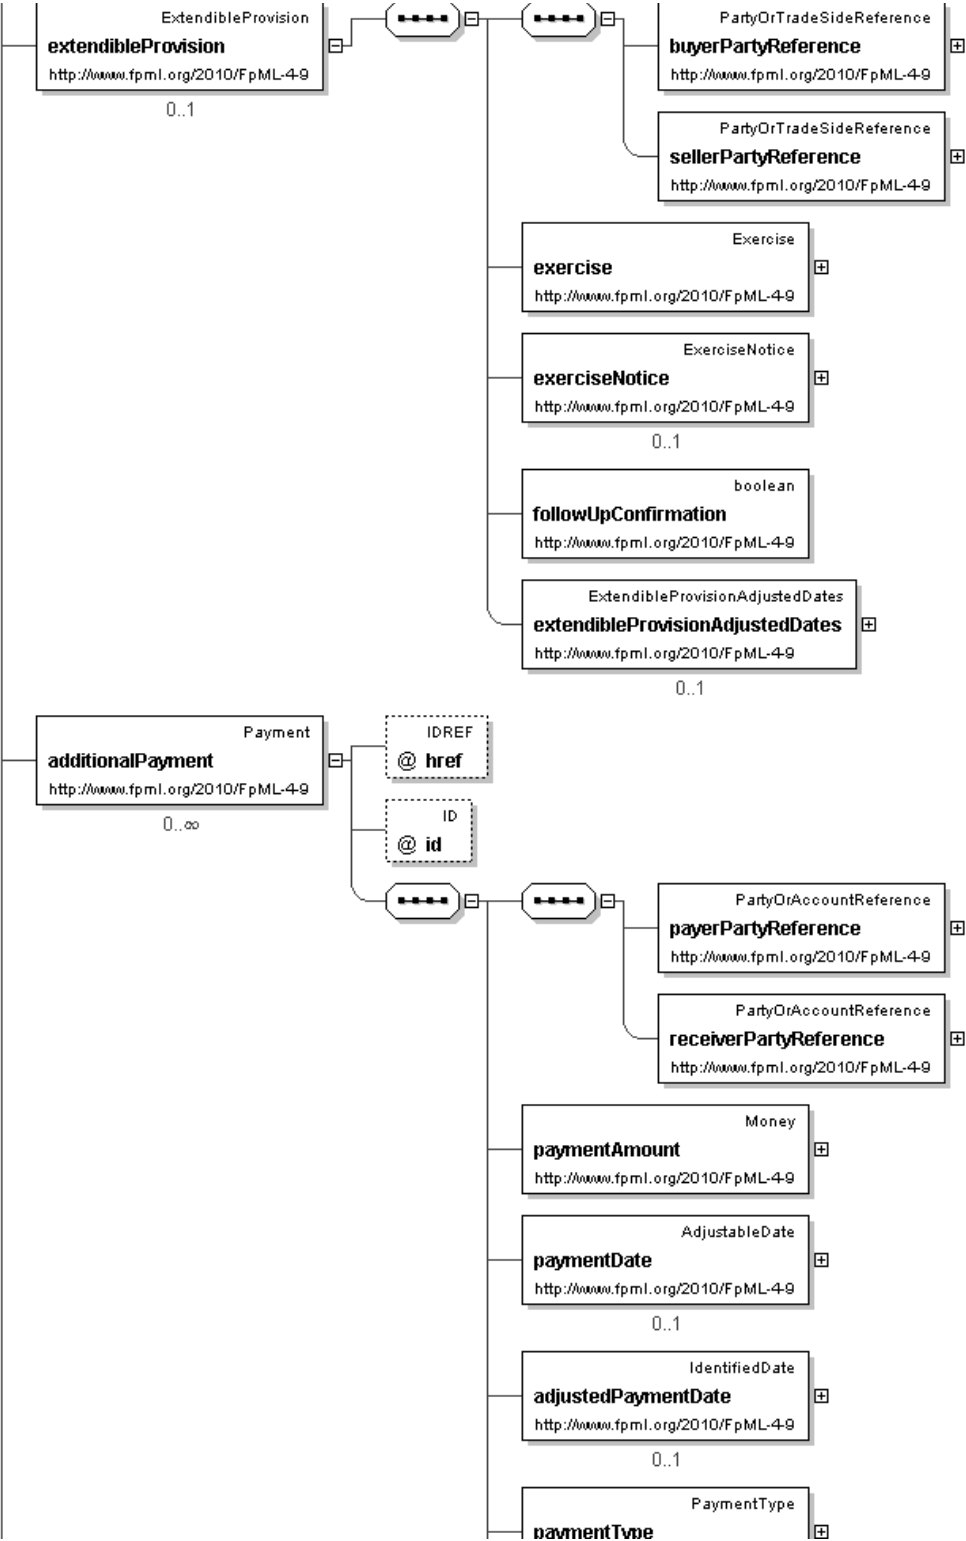 ExtendibleProvision
extendibleProvision
http://www.fpml.org/2010/FpML-4-9
0..1
PartyOrTradeSideReference
buyerPartyReference
http://www.fpml.org/2010/FpML-4-9
PartyOrTradeSideReference
sellerPartyReference
http://www.fpml.org/2010/FpML-4-9
Exercise
exercise
http://www.fpml.org/2010/FpML-4-9
ExerciseNotice
exerciseNotice
http://www.fpml.org/2010/FpML-4-9
0..1
boolean
followUpConfirmation
http://www.fpml.org/2010/FpML-4-9
ExtendibleProvisionAdjustedDates
extendibleProvisionAdjustedDates
http://www.fpml.org/2010/FpML-4-9
0..1
Payment
additionalPayment
http://www.fpml.org/2010/FpML-4-9
0..∞
IDREF
@ href
ID
@ id
PartyOrAccountReference
payerPartyReference
http://www.fpml.org/2010/FpML-4-9
PartyOrAccountReference
receiverPartyReference
http://www.fpml.org/2010/FpML-4-9
Money
paymentAmount
http://www.fpml.org/2010/FpML-4-9
AdjustableDate
paymentDate
http://www.fpml.org/2010/FpML-4-9
0..1
IdentifiedDate
adjustedPaymentDate
http://www.fpml.org/2010/FpML-4-9
0..1
PaymentType
paymentType